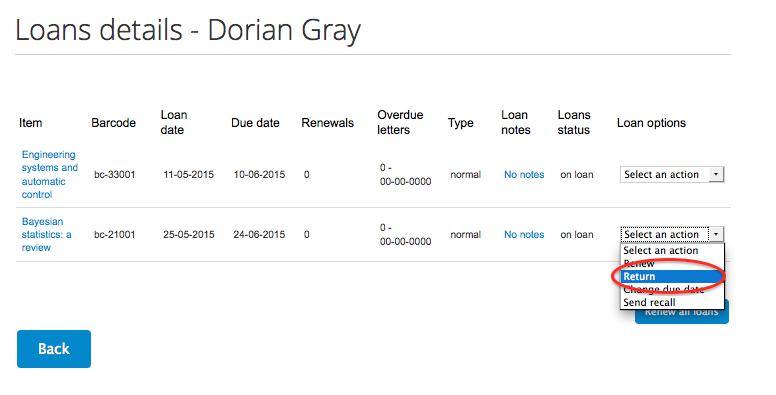 Loans details - Dorian Gray
Item Barcode Loan date Due date Renewals Overdue letters Type Loan notes Loans status Loan options
Engineering systems and automatic control bc-33001 11-05-2015 10-06-2015 0 0 - 00-00-0000 normal No notes on loan Select an action
Bayesian statistics: a review bc-21001 25-05-2015 24-06-2015 0 0 - 00-00-0000 normal No notes on loan Select an action
Select an action
Renew
Return
Change due date
Send recall
Renew all loans
Back